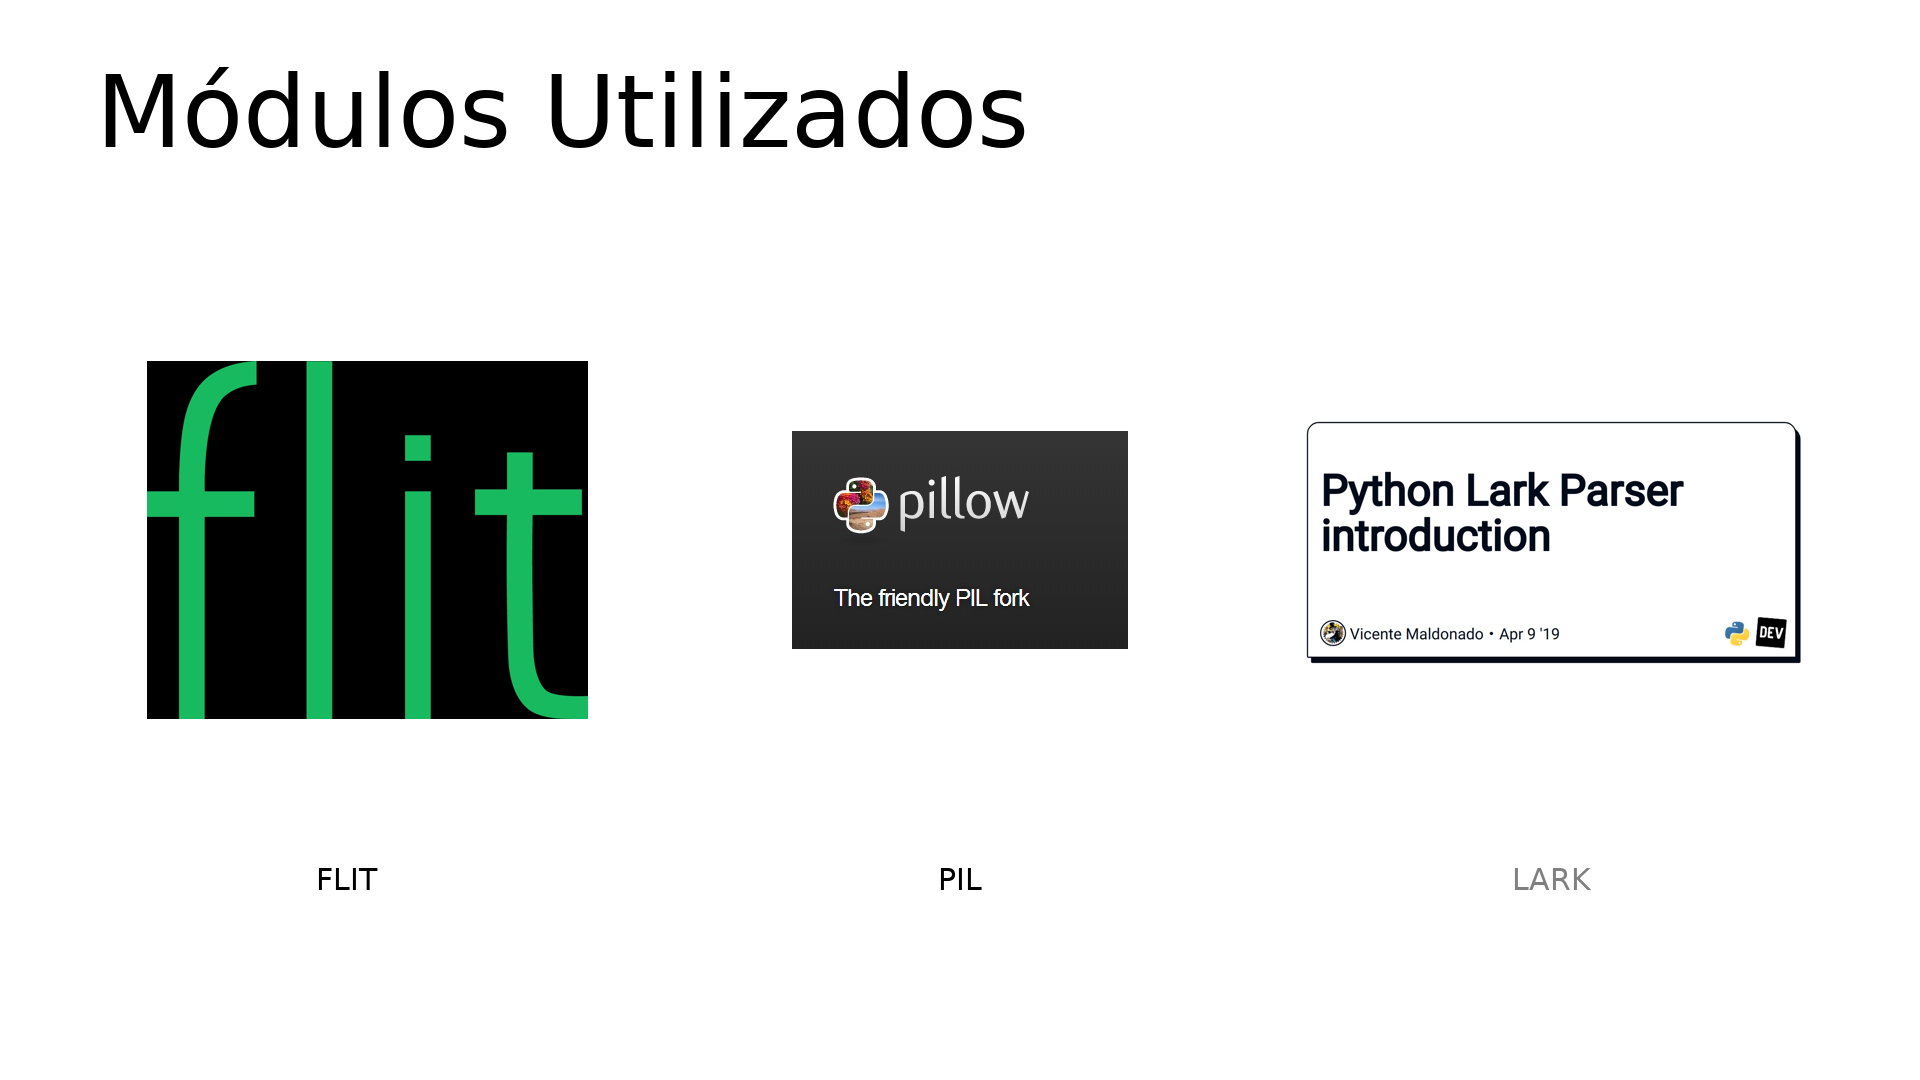 Módulos Utilizados
flit
pillow
The friendly PIL fork
Python Lark Parser
introduction
Vicente Maldonado • Apr 9 '19
DEV
FLIT
PIL
LARK